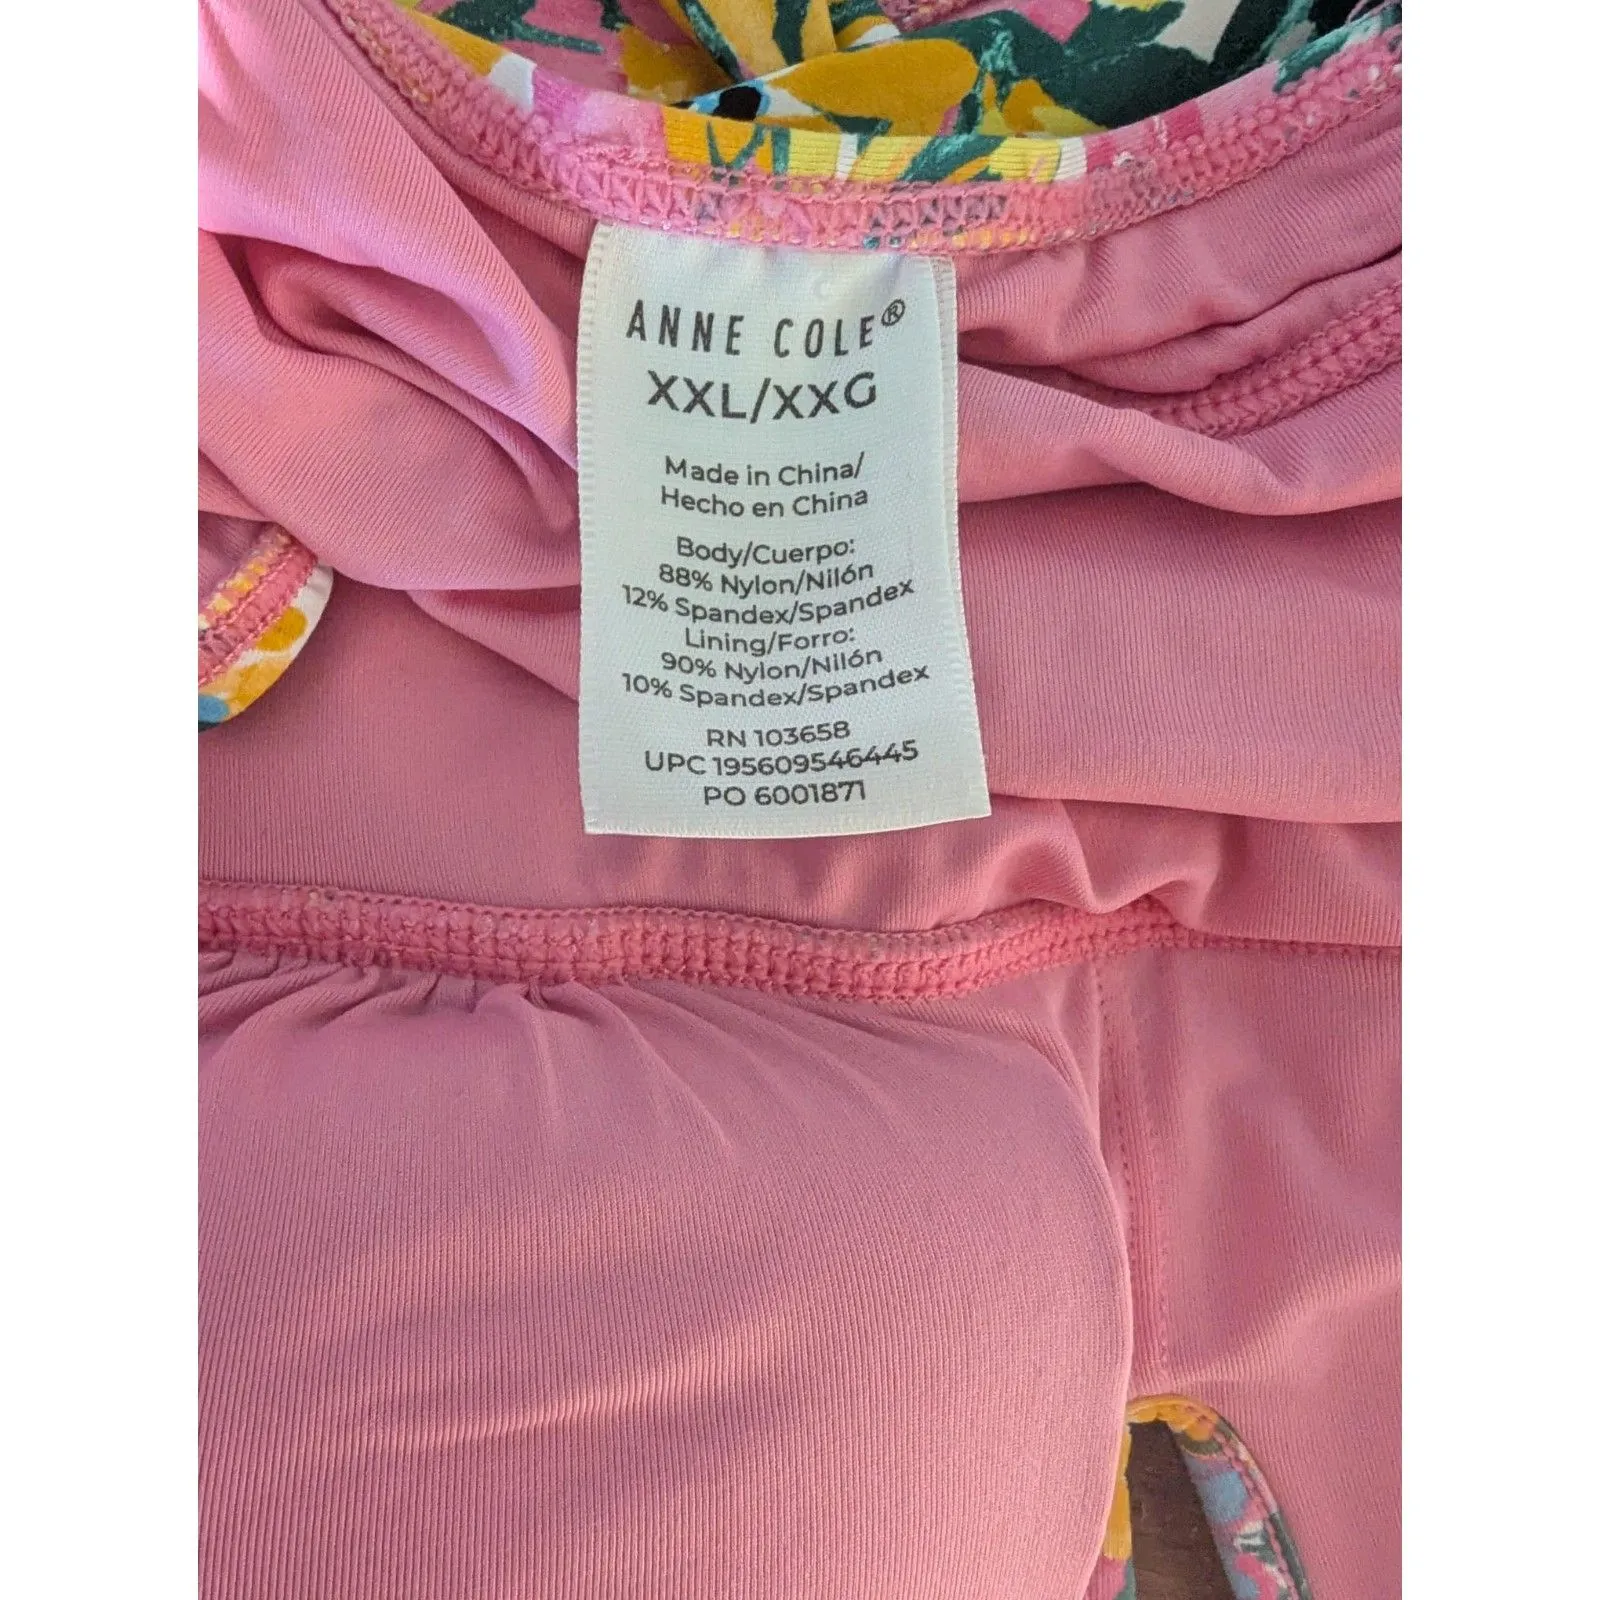 ANNE COLE®
XXL/XXG
Made in China/
Hecho en China
Body/Cuerpo:
88% Nylon/Nilón
12% Spandex/Spandex
Lining/Forro:
90% Nylon/Nilón
10% Spandex/Spandex
RN 103658
UPC 195609546445
PO 6001871